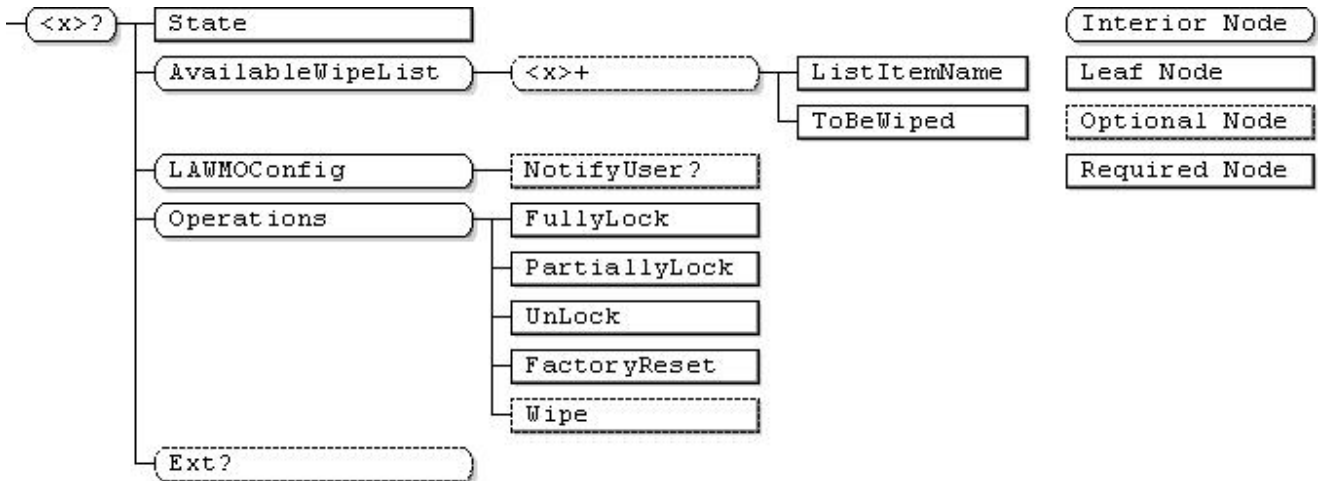 <x>?
State
Interior Node
AvailableWipeList
<x>+
ListItemName
Leaf Node
ToBeWiped
Optional Node
LAWMOConfig
NotifyUser?
Required Node
Operations
FullyLock
PartiallyLock
UnLock
FactoryReset
Wipe
Ext?